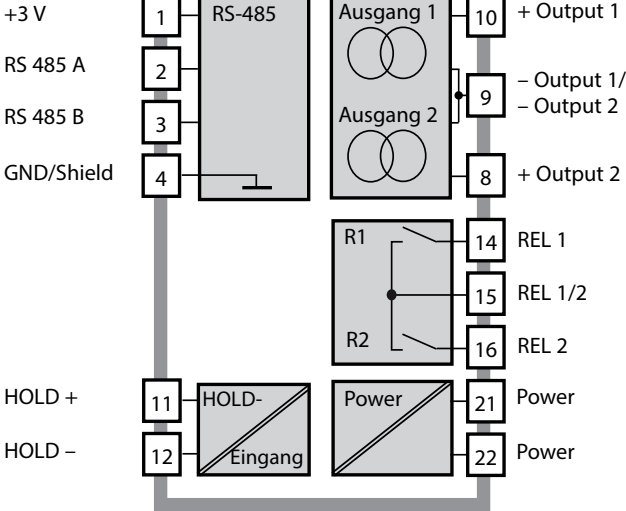 +3 V
1
RS-485
RS 485 A
2
RS 485 B
3
GND/Shield
4
Ausgang 1
10
+ Output 1
9
– Output 1/
– Output 2
Ausgang 2
8
+ Output 2
R1
14
REL 1
15
REL 1/2
R2
16
REL 2
HOLD +
11
HOLD-
HOLD –
12
Eingang
Power
21
Power
22
Power